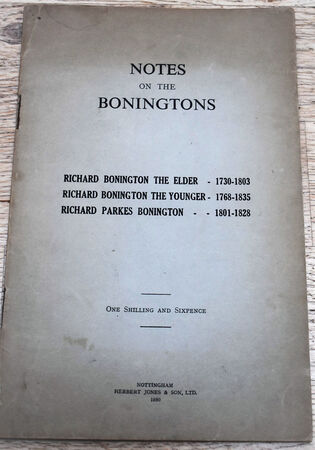 NOTES
ON THE
BONINGTONS
RICHARD BONINGTON THE ELDER - 1730-1803
RICHARD BONINGTON THE YOUNGER - 1768-1835
RICHARD PARKES BONINGTON - - 1801-1828
ONE SHILLING AND SIXPENCE
NOTTINGHAM
HERBERT JONES & SON, LTD.